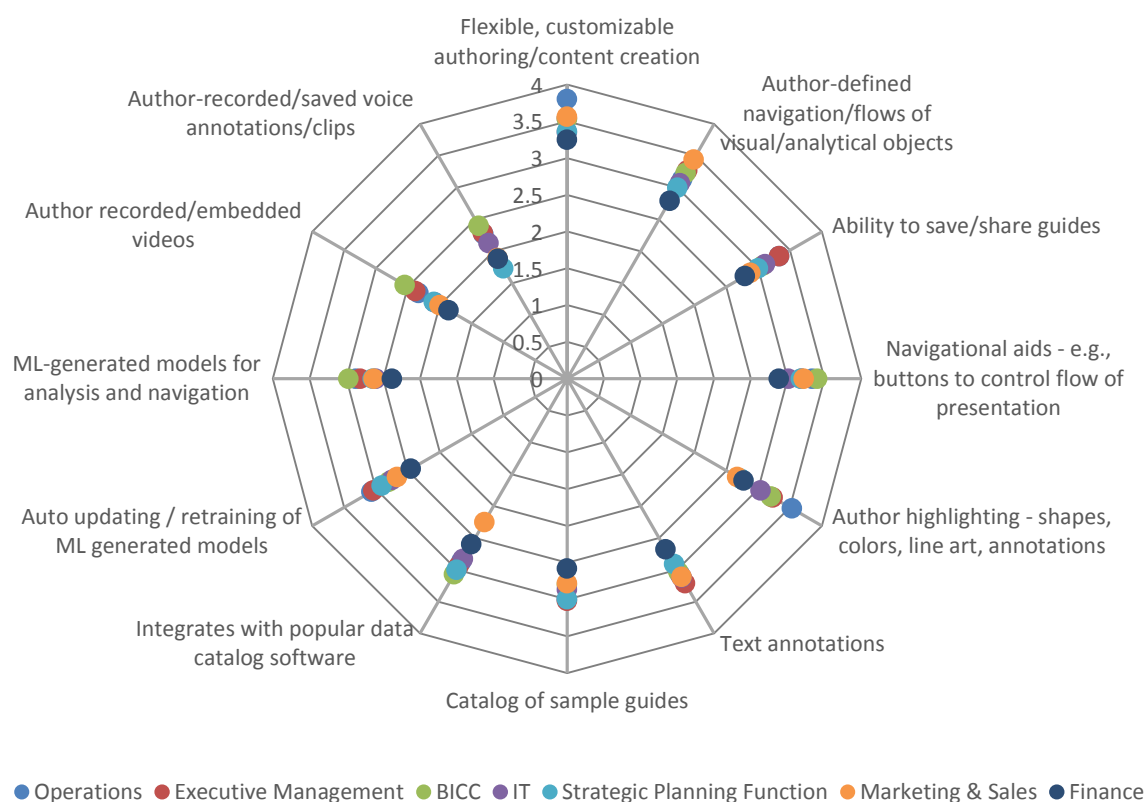 Flexible, customizable
authoring/content creation
Author-defined
navigation/flows of
visual/analytical objects
Ability to save/share guides
Navigational aids - e.g.,
buttons to control flow of
presentation
Author highlighting - shapes,
colors, line art, annotations
Text annotations
Catalog of sample guides
Integrates with popular data
catalog software
Auto updating / retraining of
ML generated models
ML-generated models for
analysis and navigation
Author recorded/embedded
videos
Author-recorded/saved voice
annotations/clips
4
3.5
3
2.5
2
1.5
1
0.5
0
Operations Executive Management BICC IT Strategic Planning Function Marketing & Sales Finance